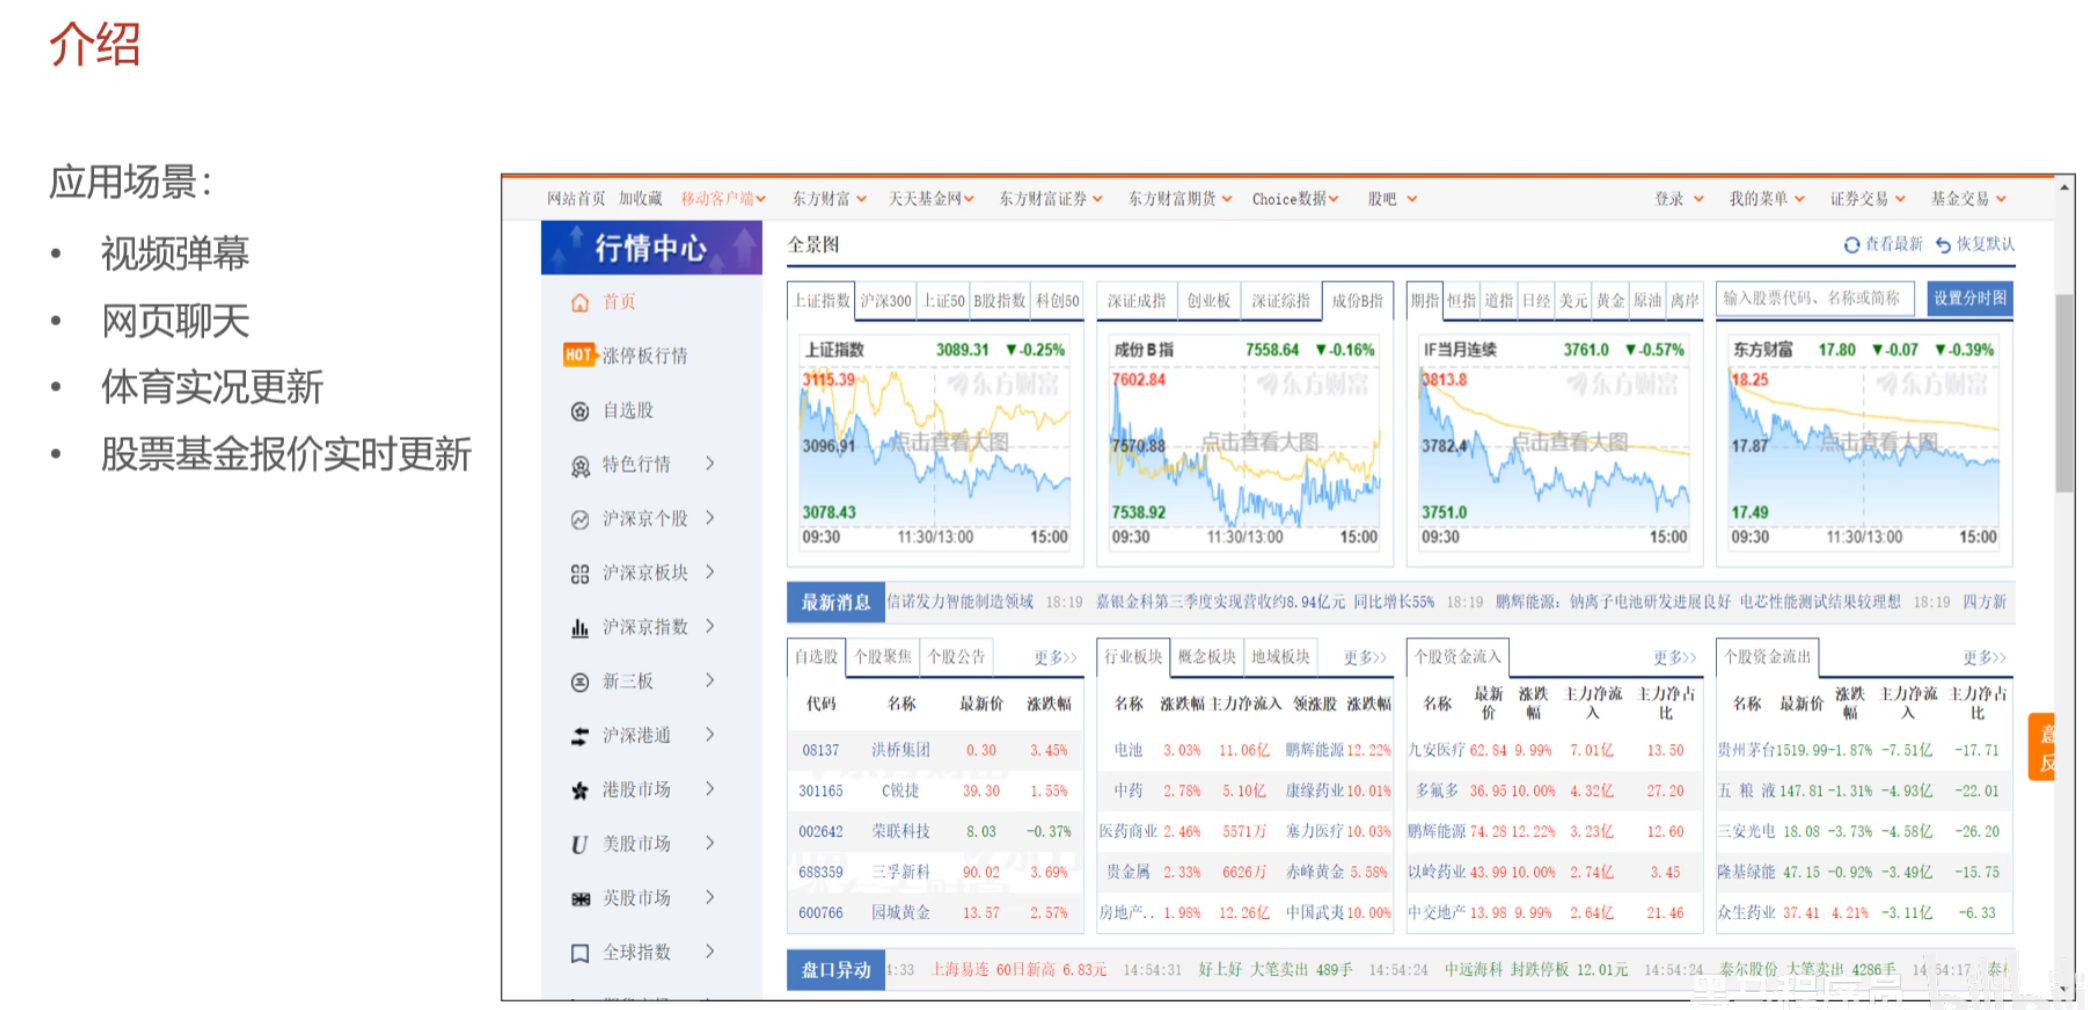 介绍
应用场景：
• 视频弹幕
• 网页聊天
• 体育实况更新
• 股票基金报价实时更新
网站首页 加收藏 移动客户端 东方财富 天天基金网 东方财富证券 东方财富期货 Choice数据 股吧 登录 我的菜单 证券交易 基金交易
行情中心
首页
HOT 涨停板行情
自选股
特色行情
沪深京个股
沪深京板块
沪深京指数
新三板
沪深港通
港股市场
美股市场
英股市场
全球指数
全景图 查看最新 恢复默认
上证指数 沪深300 上证50 B股指数 科创50
上证指数 3089.31 ▼-0.25%
3115.39
东方财富
3096.91 点击查看大图
3078.43
09:30 11:30/13:00 15:00
深证成指 创业板 深证综指 成份B指
成份B指 7558.64 ▼-0.16%
7602.84
东方财富
7570.88 点击查看大图
7538.92
09:30 11:30/13:00 15:00
期指 恒指 道指 日经 美元 黄金 原油 离岸
IF当月连续 3761.0 ▼-0.57%
3813.8
东方财富
3782.4 点击查看大图
3751.0
09:30 15:00
输入股票代码、名称或简称 设置分时图
东方财富 17.80 ▼-0.07 ▼-0.39%
18.25
东方财富
17.87 点击查看大图
17.49
09:30 11:30/13:00 15:00
最新消息 信诺发力智能制造领域 18:19 嘉银金科第三季度实现营收约8.94亿元 同比增长55% 18:19 鹏辉能源：钠离子电池研发进展良好 电芯性能测试结果较理想 18:19 四方新
自选股 个股聚焦 个股公告 更多>>
代码 名称 最新价 涨跌幅
08137 洪桥集团 0.30 3.45%
301165 C锐捷 39.30 1.55%
002642 荣联科技 8.03 -0.37%
688359 三孚新科 90.02 3.69%
600766 园城黄金 13.57 2.57%
行业板块 概念板块 地域板块 更多>>
名称 涨跌幅 主力净流入 领涨股 涨跌幅
电池 3.03% 11.06亿 鹏辉能源 12.22%
中药 2.78% 5.10亿 康缘药业 10.01%
医药商业 2.46% 5571万 塞力医疗 10.03%
贵金属 2.33% 6626万 赤峰黄金 5.58%
房地产.. 1.98% 12.26亿 中国武夷 10.00%
个股资金流入 更多>>
名称 最新价 涨跌幅 主力净流入 主力净占比
九安医疗 62.84 9.99% 7.01亿 13.50
多氟多 36.95 10.00% 4.32亿 27.20
鹏辉能源 74.28 12.22% 3.23亿 12.60
以岭药业 43.99 10.00% 2.74亿 3.45
中交地产 13.98 9.99% 2.64亿 21.46
个股资金流出 更多>>
名称 最新价 涨跌幅 主力净流入 主力净占比
贵州茅台 1519.99 -1.87% -7.51亿 -17.71
五 粮 液 147.81 -1.31% -4.93亿 -22.01
三安光电 18.08 -3.73% -4.58亿 -26.20
隆基绿能 47.15 -0.92% -3.49亿 -15.75
众生药业 37.41 4.21% -3.11亿 -6.33
盘口异动 4:33 上海易连 60日新高 6.83元 14:54:31 好上好 大笔卖出 489手 14:54:24 中远海科 封跌停板 12.01元 14:54:24 泰尔股份 大笔卖出 4286手 14:54:17
黑马程序员